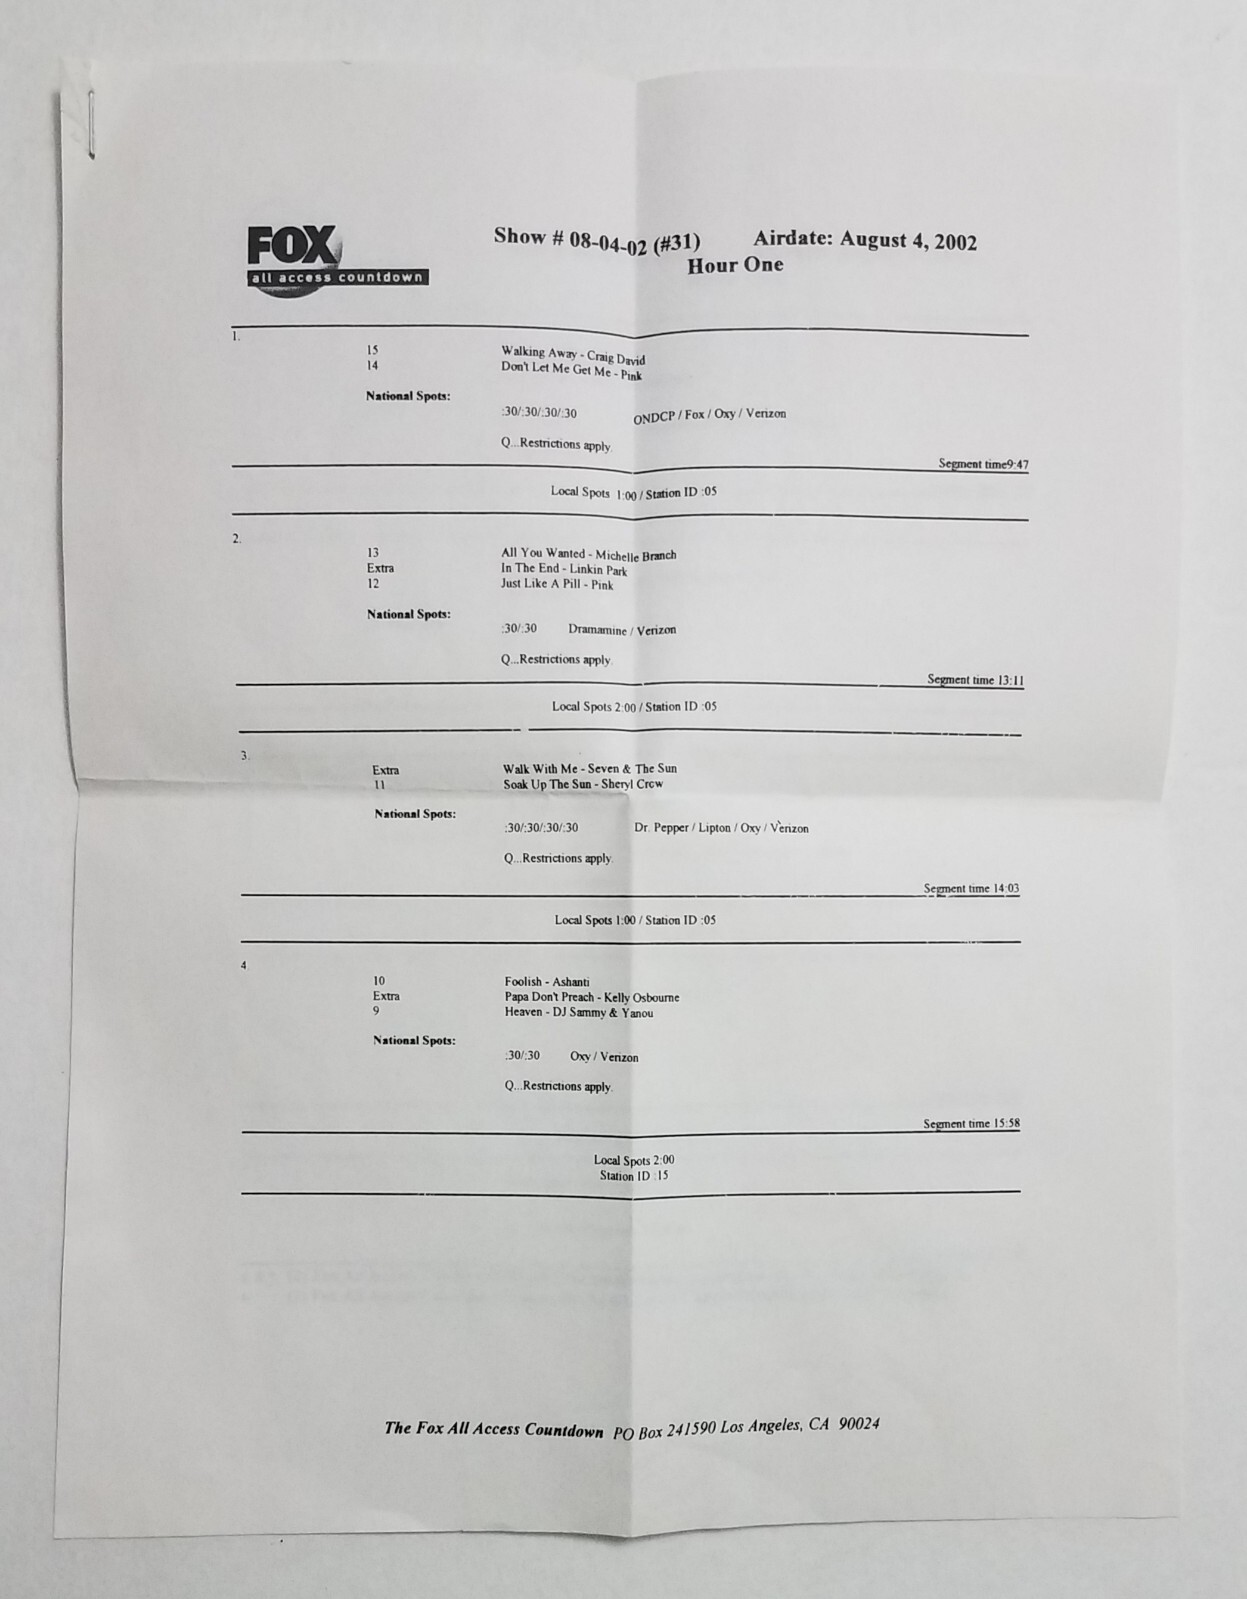 FOX
all access countdown
Show # 08-04-02 (#31) Airdate: August 4, 2002
Hour One
1.
15 Walking Away - Craig David
14 Don't Let Me Get Me - Pink
National Spots:
:30/:30/:30/:30 ONDCP / Fox / Oxy / Verizon
Q...Restrictions apply.
Segment time9:47
Local Spots 1:00 / Station ID :05
2.
13 All You Wanted - Michelle Branch
Extra In The End - Linkin Park
12 Just Like A Pill - Pink
National Spots:
:30/:30 Dramamine / Verizon
Q...Restrictions apply.
Segment time 13:11
Local Spots 2:00 / Station ID :05
3.
Extra Walk With Me - Seven & The Sun
11 Soak Up The Sun - Sheryl Crow
National Spots:
:30/:30/:30/:30 Dr. Pepper / Lipton / Oxy / Verizon
Q...Restrictions apply.
Segment time 14:03
Local Spots 1:00 / Station ID :05
4
10 Foolish - Ashanti
Extra Papa Don't Preach - Kelly Osbourne
9 Heaven - DJ Sammy & Yanou
National Spots:
:30/:30 Oxy / Verizon
Q...Restrictions apply.
Segment time 15:58
Local Spots 2:00
Station ID :15
The Fox All Access Countdown PO Box 241590 Los Angeles, CA 90024